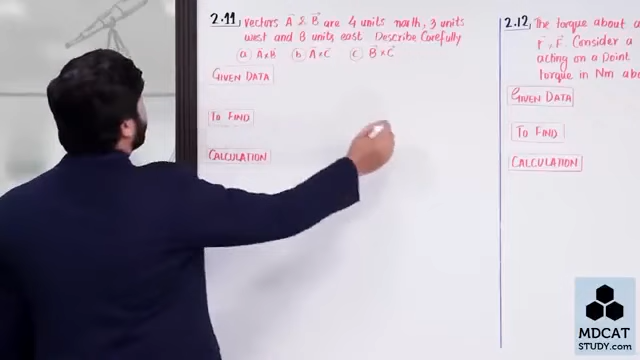 2.11 Vectors A & B are 4 units north, 3 units
west and 8 units east. Describe Carefully
(a) A×B (b) A×C (c) B×C
GIVEN DATA
TO FIND
CALCULATION
2.12 The torque about a
r×F Consider a
acting on a Point
torque in Nm abo
GIVEN DATA
TO FIND
CALCULATION
MDCAT
STUDY.com